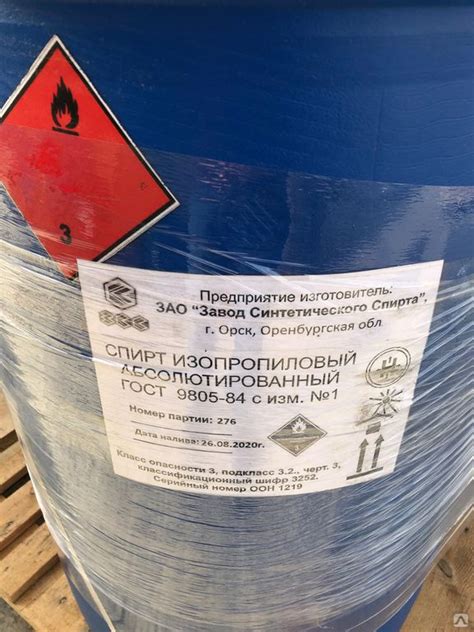 3
Предприятие изготовитель:
ЗАО "Завод Синтетического Спирта",
г. Орск, Оренбургская обл
СПИРТ ИЗОПРОПИЛОВЫЙ
АБСОЛЮТИРОВАННЫЙ
ГОСТ 9805-84 с изм. №1
Номер партии: 276
Дата налива: 26.08.2020г.
Класс опасности 3, подкласс 3.2., черт. 3,
классификационный шифр 3252.
Серийный номер ООН 1219